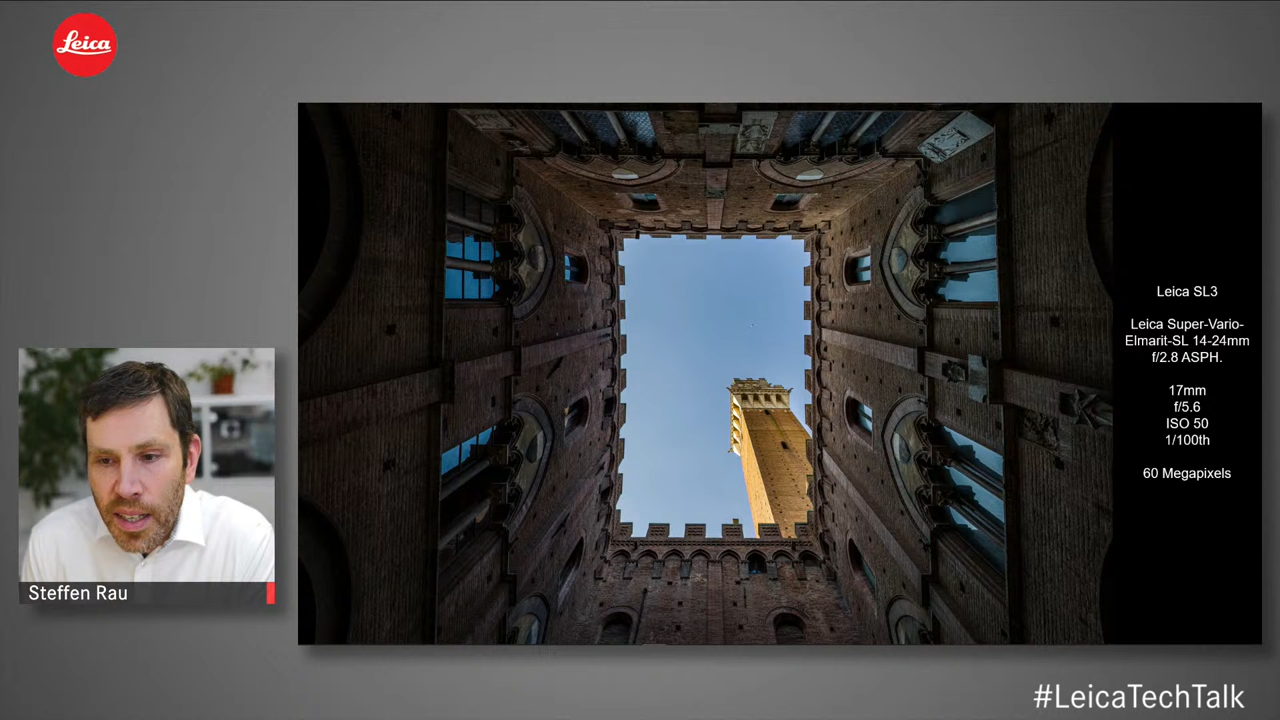 Leica
Leica SL3
Leica Super-Vario-
Elmarit-SL 14-24mm
f/2.8 ASPH.
17mm
f/5.6
ISO 50
1/100th
60 Megapixels
Steffen Rau
#LeicaTechTalk